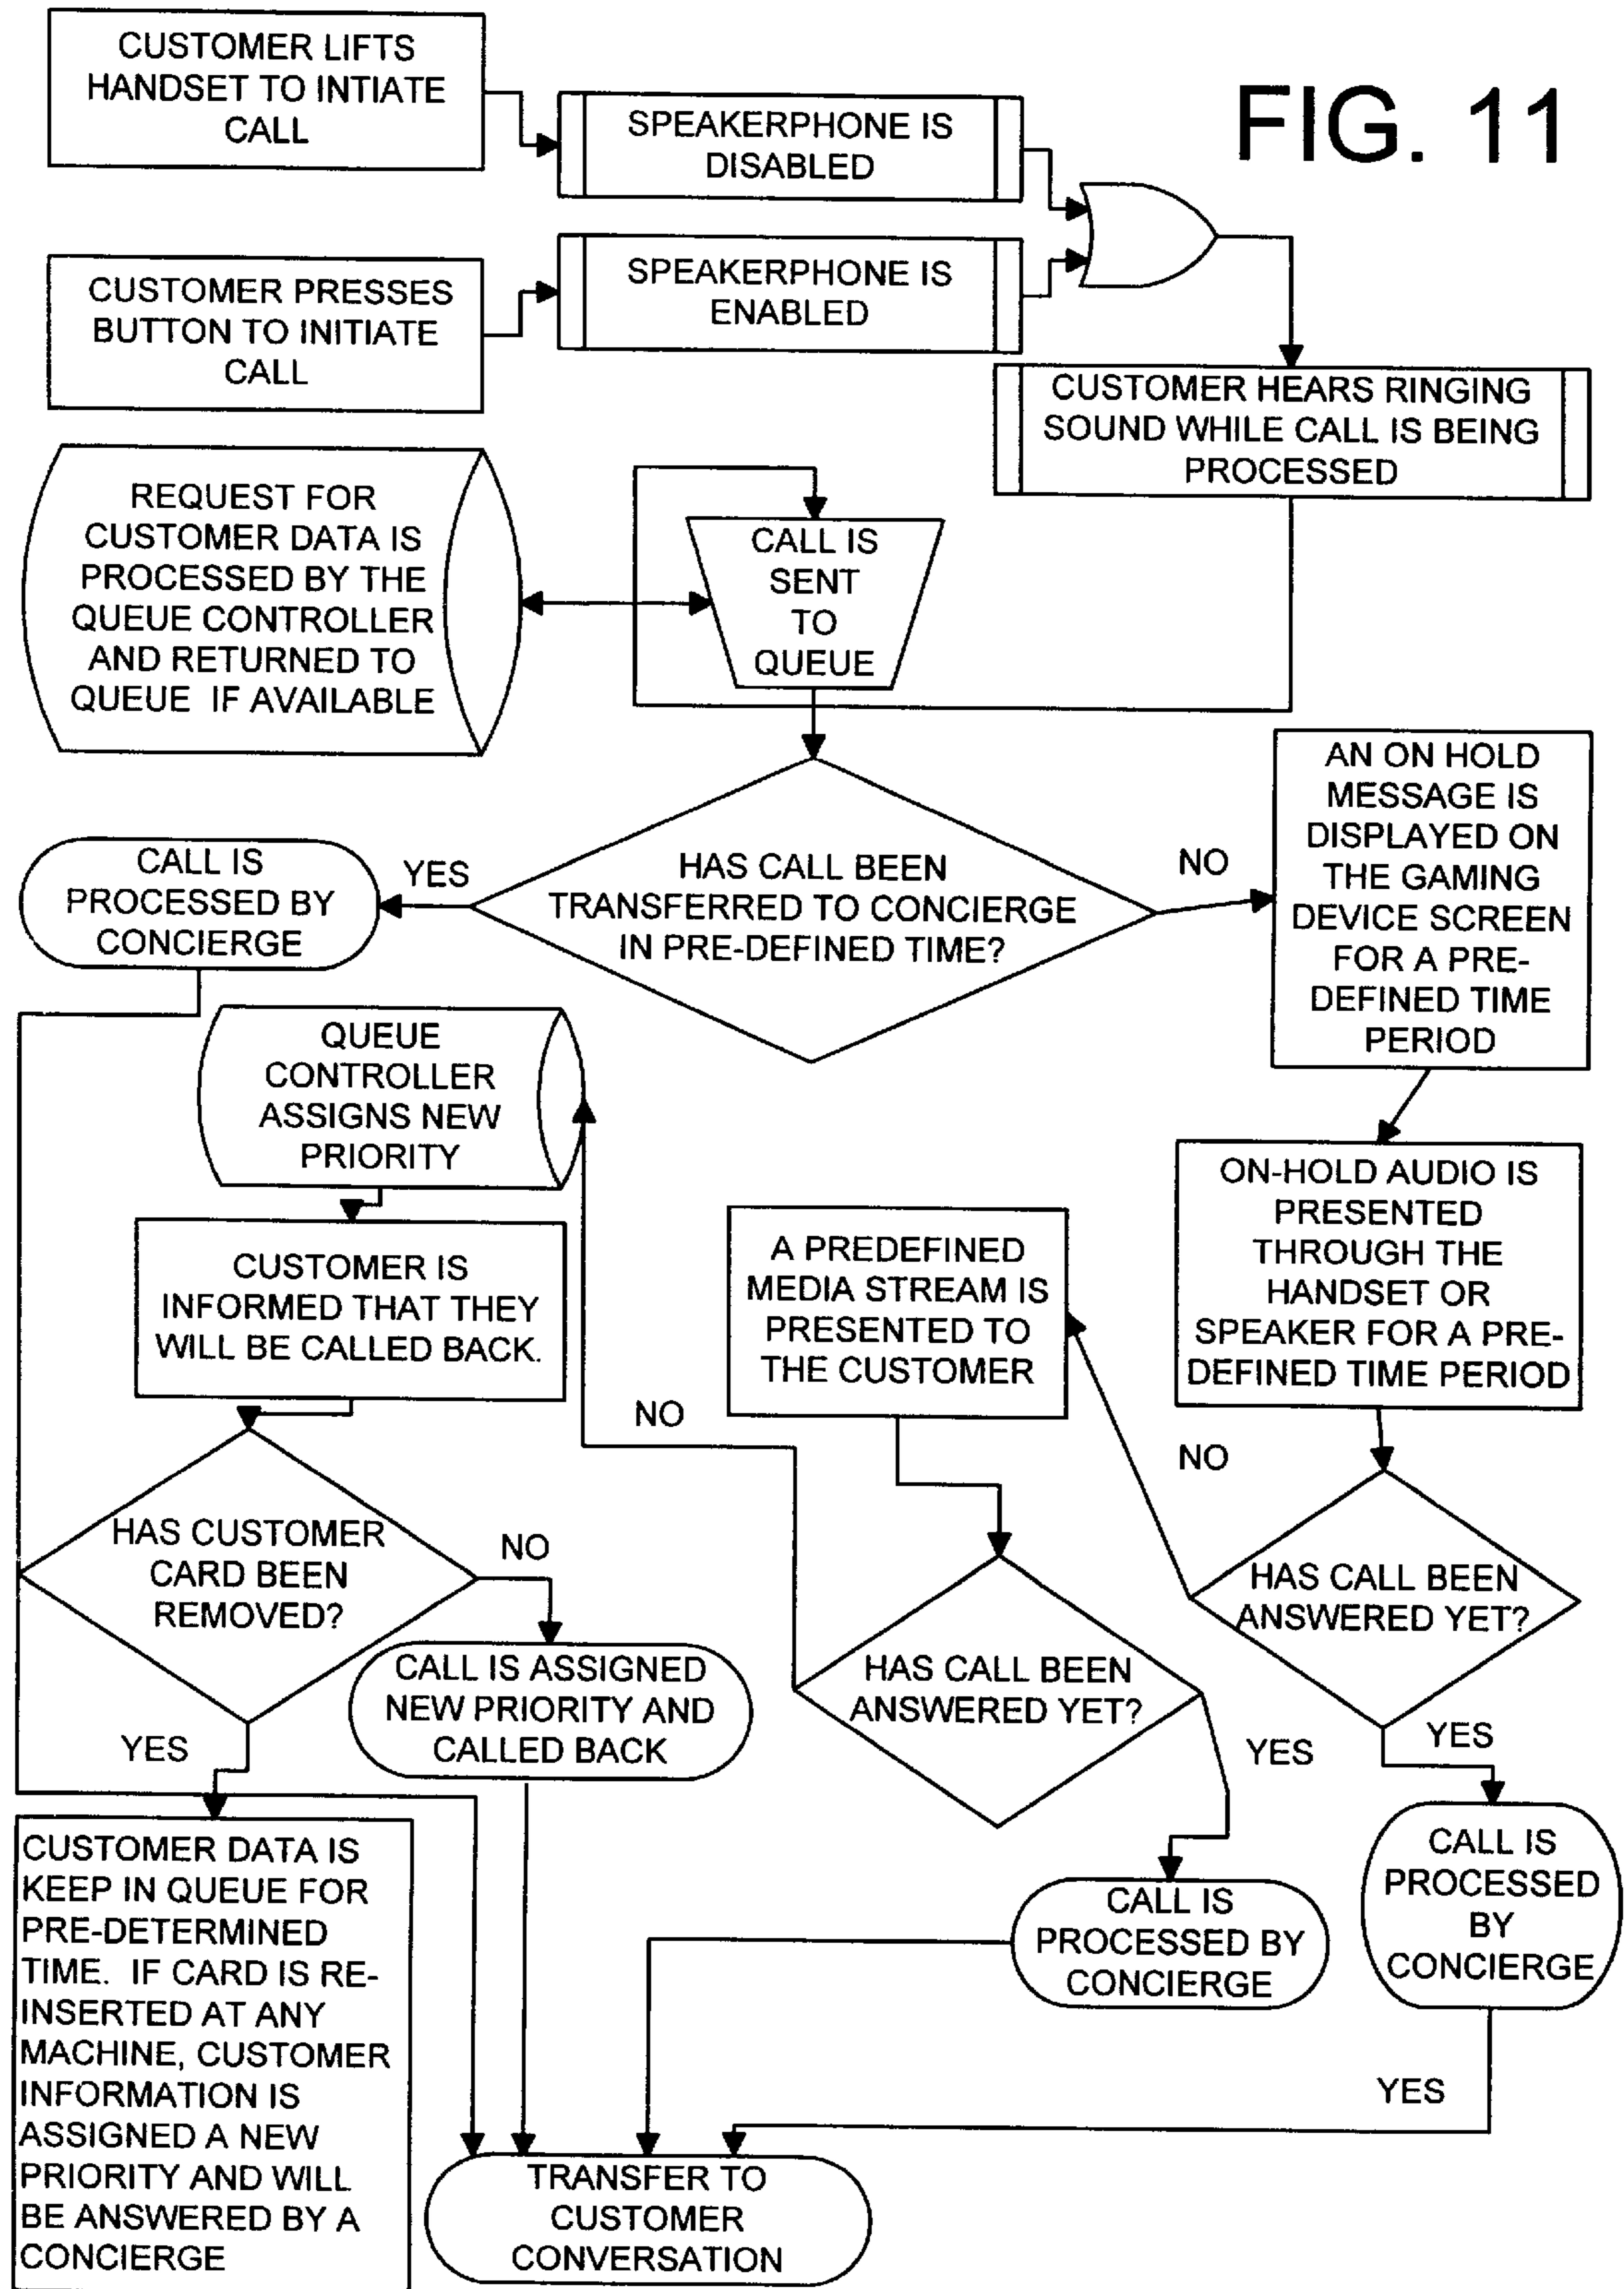 FIG. 11
CUSTOMER LIFTS
HANDSET TO INTIATE
CALL
SPEAKERPHONE IS
DISABLED
CUSTOMER PRESSES
BUTTON TO INITIATE
CALL
SPEAKERPHONE IS
ENABLED
CUSTOMER HEARS RINGING
SOUND WHILE CALL IS BEING
PROCESSED
REQUEST FOR
CUSTOMER DATA IS
PROCESSED BY THE
QUEUE CONTROLLER
AND RETURNED TO
QUEUE IF AVAILABLE
CALL IS
SENT
TO
QUEUE
HAS CALL BEEN
TRANSFERRED TO CONCIERGE
IN PRE-DEFINED TIME?
YES
NO
CALL IS
PROCESSED BY
CONCIERGE
AN ON HOLD
MESSAGE IS
DISPLAYED ON
THE GAMING
DEVICE SCREEN
FOR A PRE-
DEFINED TIME
PERIOD
QUEUE
CONTROLLER
ASSIGNS NEW
PRIORITY
ON-HOLD AUDIO IS
PRESENTED
THROUGH THE
HANDSET OR
SPEAKER FOR A PRE-
DEFINED TIME PERIOD
CUSTOMER IS
INFORMED THAT THEY
WILL BE CALLED BACK.
A PREDEFINED
MEDIA STREAM IS
PRESENTED TO
THE CUSTOMER
NO
NO
HAS CUSTOMER
CARD BEEN
REMOVED?
NO
HAS CALL BEEN
ANSWERED YET?
HAS CALL BEEN
ANSWERED YET?
CALL IS ASSIGNED
NEW PRIORITY AND
CALLED BACK
YES
YES
YES
CUSTOMER DATA IS
KEEP IN QUEUE FOR
PRE-DETERMINED
TIME. IF CARD IS RE-
INSERTED AT ANY
MACHINE, CUSTOMER
INFORMATION IS
ASSIGNED A NEW
PRIORITY AND WILL
BE ANSWERED BY A
CONCIERGE
CALL IS
PROCESSED BY
CONCIERGE
CALL IS
PROCESSED
BY
CONCIERGE
YES
TRANSFER TO
CUSTOMER
CONVERSATION